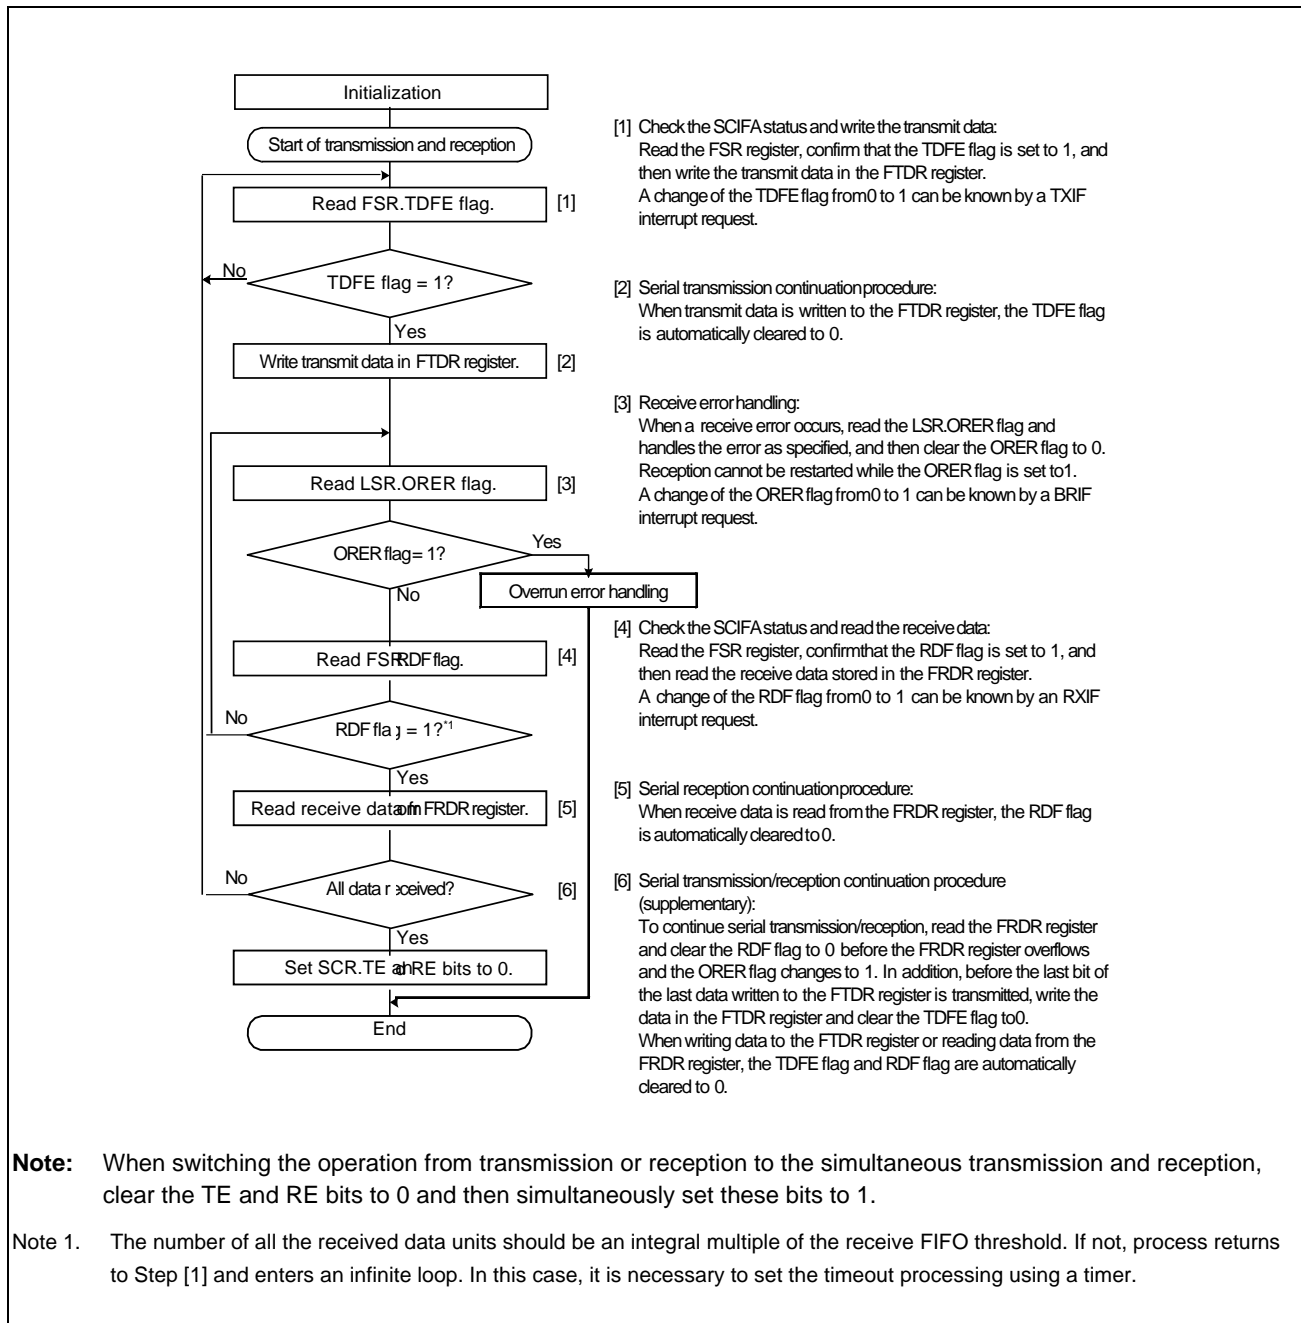 Initialization
Start of transmission and reception
Read FSR.TDFE flag. [1]
No
TDFE flag = 1?
Yes
Write transmit data in FTDR register. [2]
Read LSR.ORER flag. [3]
ORER flag= 1?
Yes
Overrun error handling
No
Read FSR.RDF flag. [4]
No
RDF flag = 1?*1
Yes
Read receive data from FRDR register. [5]
No
All data received? [6]
Yes
Set SCR.TE and RE bits to 0.
End
[1] Check the SCIFA status and write the transmit data:
Read the FSR register, confirm that the TDFE flag is set to 1, and
then write the transmit data in the FTDR register.
A change of the TDFE flag from 0 to 1 can be known by a TXIF
interrupt request.
[2] Serial transmission continuation procedure:
When transmit data is written to the FTDR register, the TDFE flag
is automatically cleared to 0.
[3] Receive error handling:
When a receive error occurs, read the LSR.ORER flag and
handles the error as specified, and then clear the ORER flag to 0.
Reception cannot be restarted while the ORER flag is set to 1.
A change of the ORER flag from 0 to 1 can be known by a BRIF
interrupt request.
[4] Check the SCIFA status and read the receive data:
Read the FSR register, confirm that the RDF flag is set to 1, and
then read the receive data stored in the FRDR register.
A change of the RDF flag from 0 to 1 can be known by an RXIF
interrupt request.
[5] Serial reception continuation procedure:
When receive data is read from the FRDR register, the RDF flag
is automatically cleared to 0.
[6] Serial transmission/reception continuation procedure
(supplementary):
To continue serial transmission/reception, read the FRDR register
and clear the RDF flag to 0 before the FRDR register overflows
and the ORER flag changes to 1. In addition, before the last bit of
the last data written to the FTDR register is transmitted, write the
data in the FTDR register and clear the TDFE flag to 0.
When writing data to the FTDR register or reading data from the
FRDR register, the TDFE flag and RDF flag are automatically
cleared to 0.
Note: When switching the operation from transmission or reception to the simultaneous transmission and reception,
clear the TE and RE bits to 0 and then simultaneously set these bits to 1.
Note 1. The number of all the received data units should be an integral multiple of the receive FIFO threshold. If not, process returns
to Step [1] and enters an infinite loop. In this case, it is necessary to set the timeout processing using a timer.